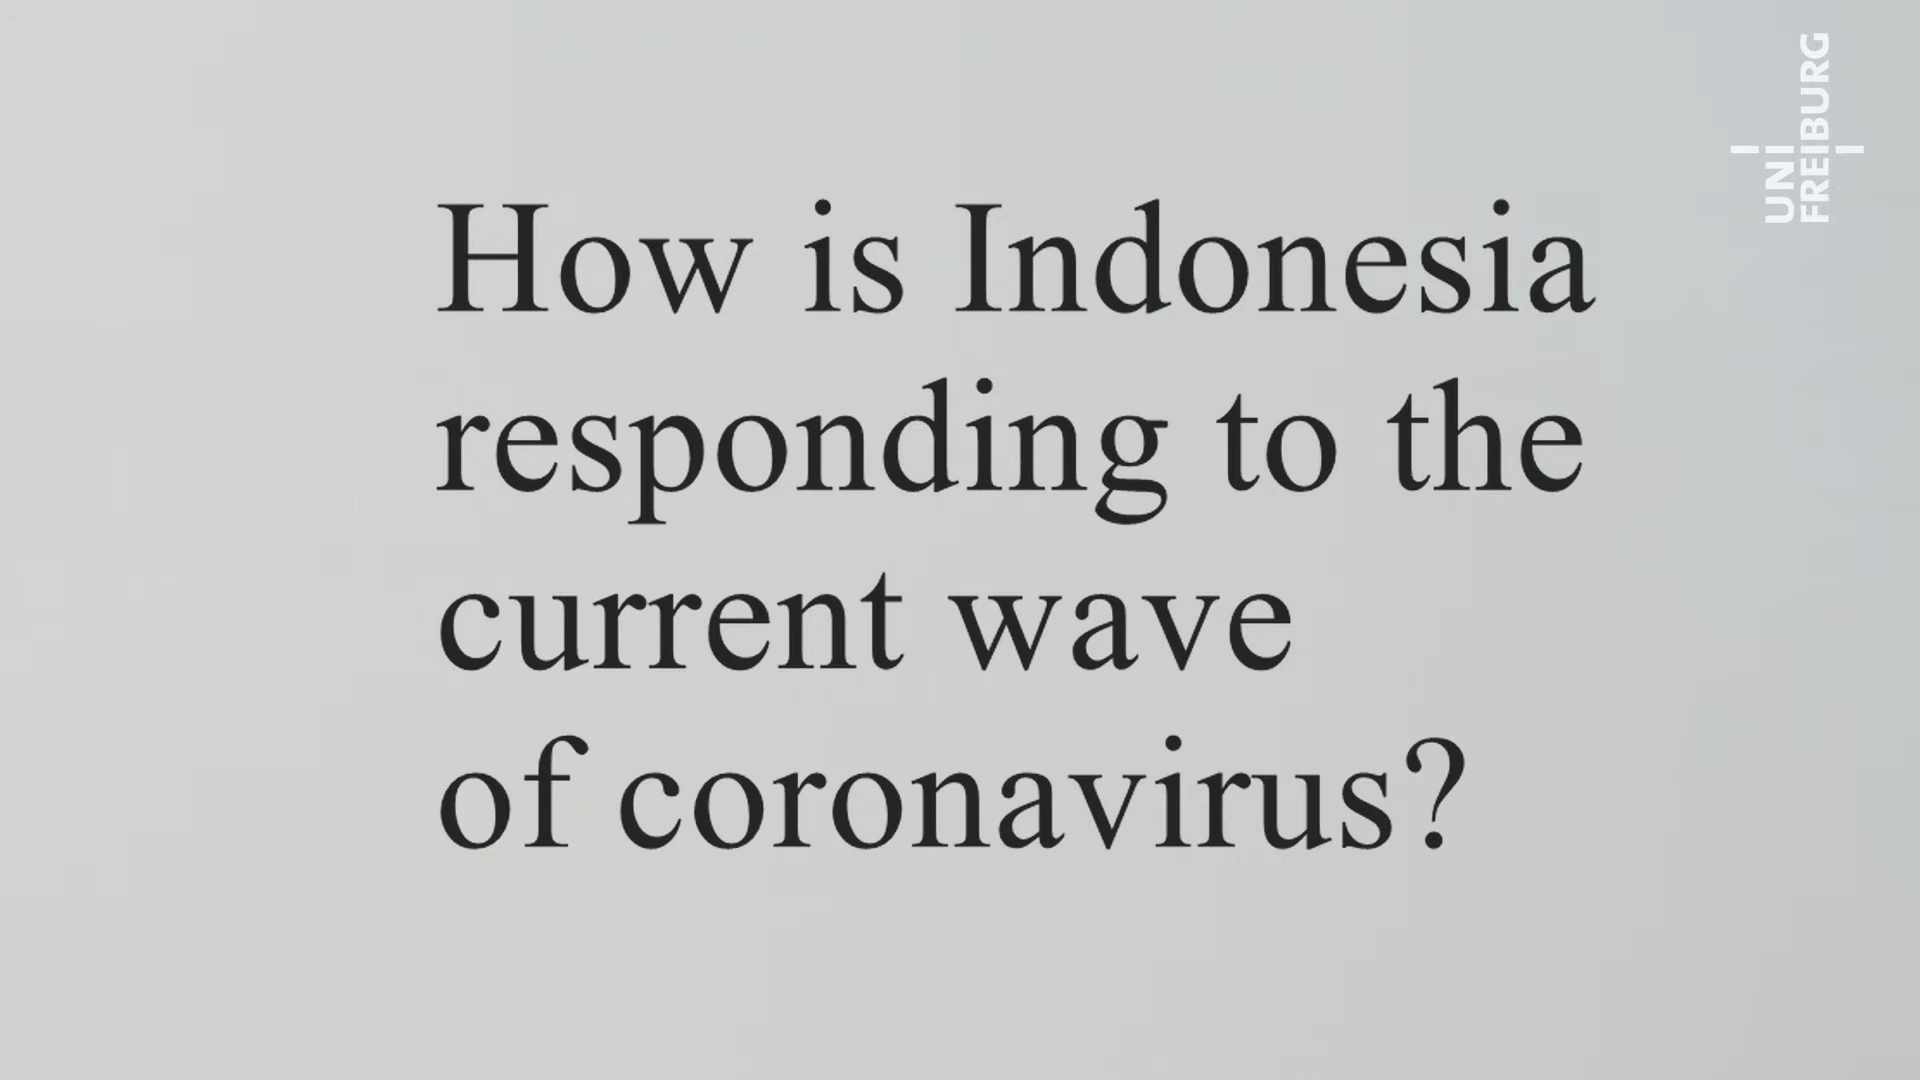 How is Indonesia
responding to the
current wave
of coronavirus?
UNI
FREIBURG